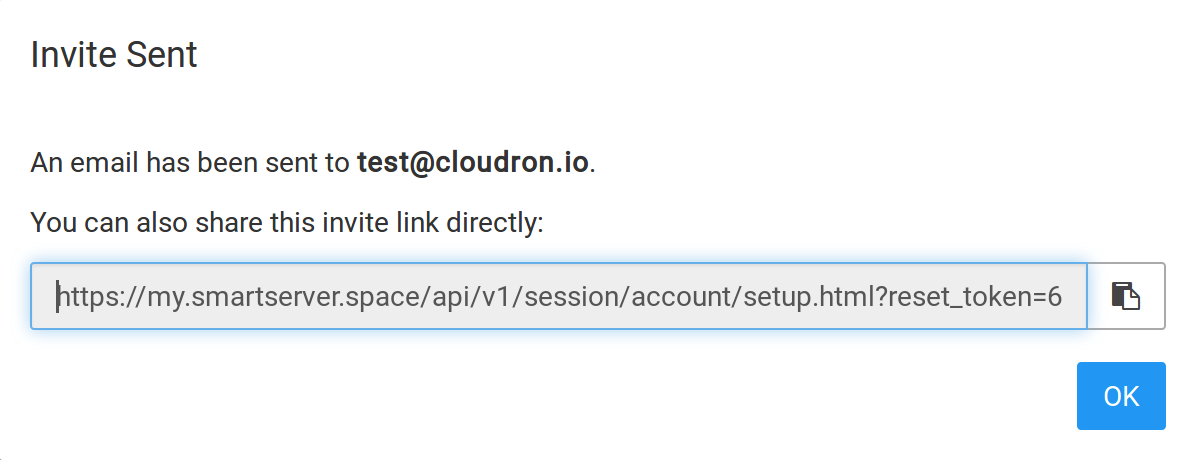 Invite Sent
An email has been sent to test@cloudron.io.
You can also share this invite link directly:
https://my.smartserver.space/api/v1/session/account/setup.html?reset_token=6
OK